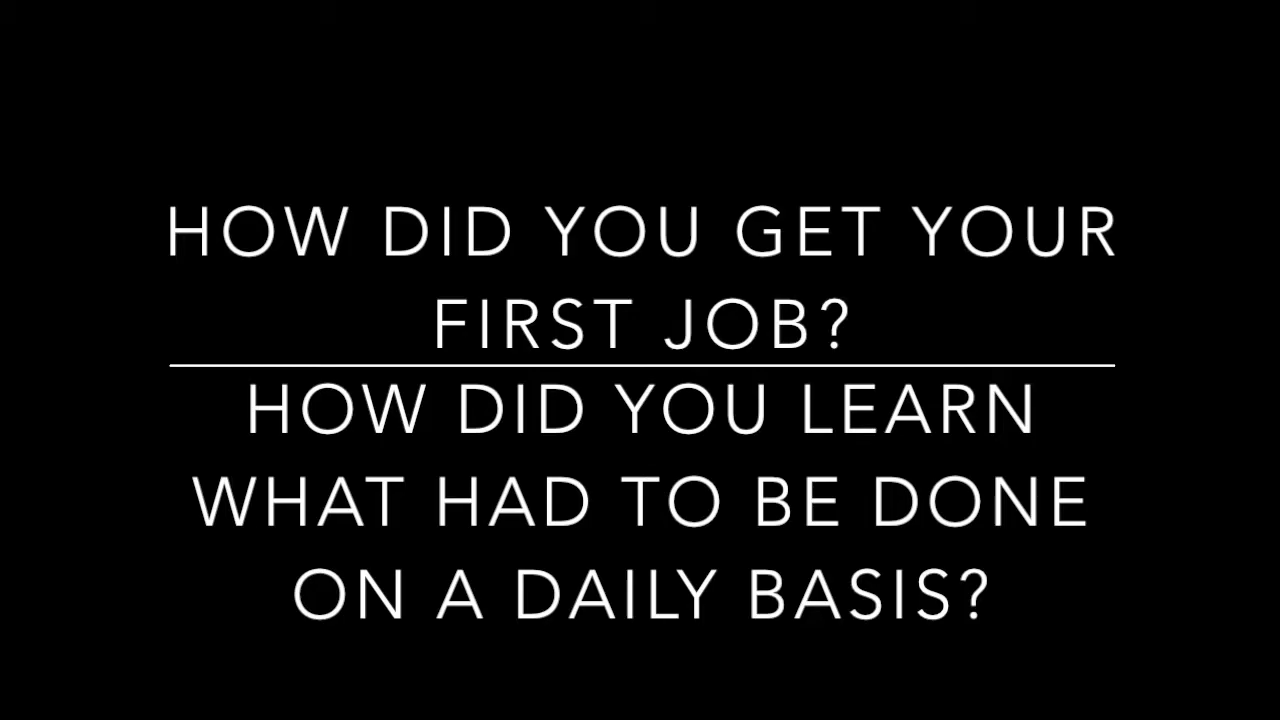 HOW DID YOU GET YOUR
FIRST JOB?
HOW DID YOU LEARN
WHAT HAD TO BE DONE
ON A DAILY BASIS?